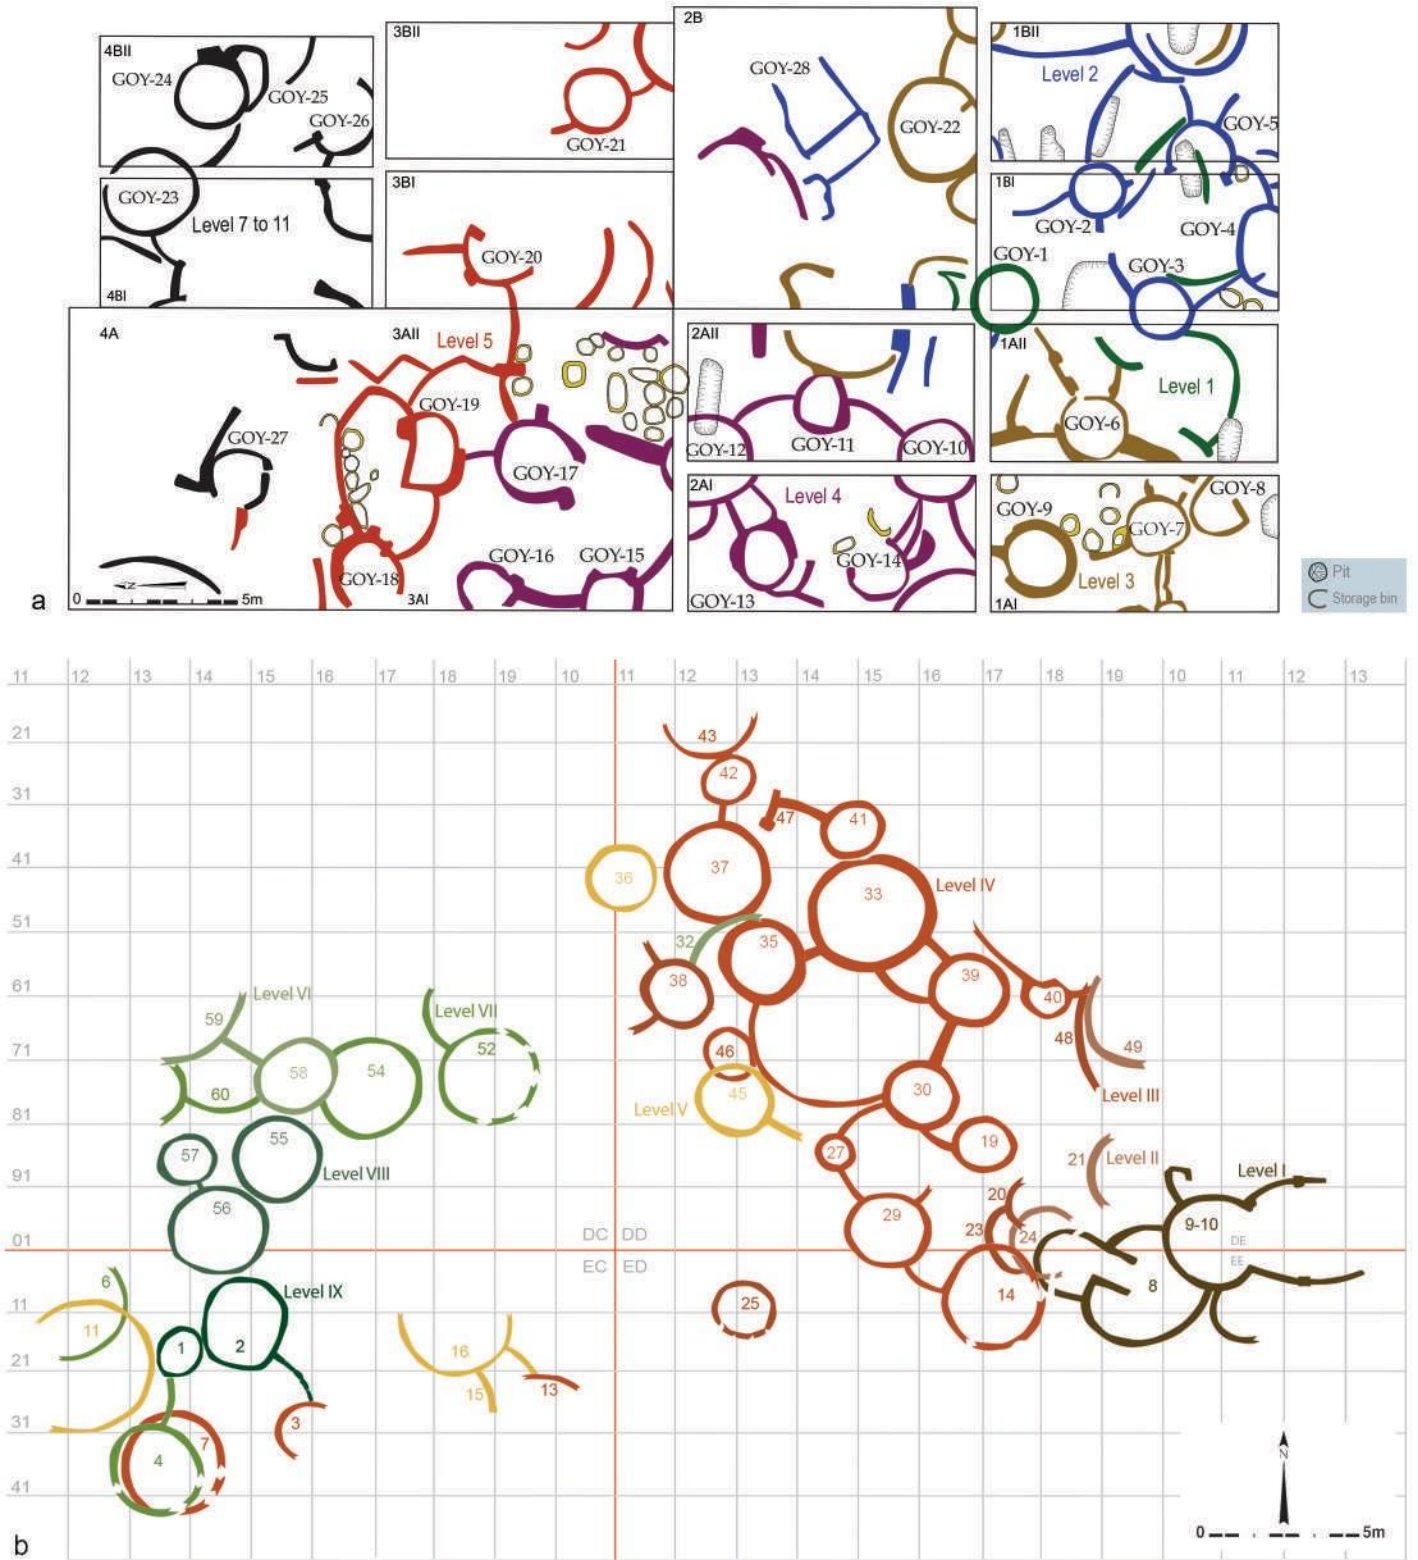 4BII
GOY-24
GOY-25
GOY-26
3BII
GOY-21
2B
GOY-28
GOY-22
1BII
Level 2
GOY-5
GOY-23
Level 7 to 11
4BI
3BI
GOY-20
1BI
GOY-2
GOY-4
GOY-1
GOY-3
4A
3AII
Level 5
GOY-19
GOY-27
GOY-17
GOY-16
GOY-15
GOY-18
3AI
N
0
5m
a
2AII
GOY-12
GOY-11
GOY-10
1AII
Level 1
GOY-6
2AI
Level 4
GOY-14
GOY-13
GOY-9
GOY-8
GOY-7
Level 3
1AI
Pit
Storage bin
11 12 13 14 15 16 17 18 19 10 11 12 13 14 15 16 17 18 19 10 11 12 13
21
43
42
31
47
41
41
36
37
33
Level IV
51
32
35
38
39
61
40
Level VI
59
Level VII
52
48
49
71
46
58
54
60
45
30
Level V
Level III
81
55
57
27
19
21
Level II
Level VIII
91
56
20
Level I
29
23
24
9-10
01
DC DD
DE
EC ED
EE
6
Level IX
8
14
11
11
25
1
2
16
21
15
13
3
31
7
4
41
N
0
5m
b